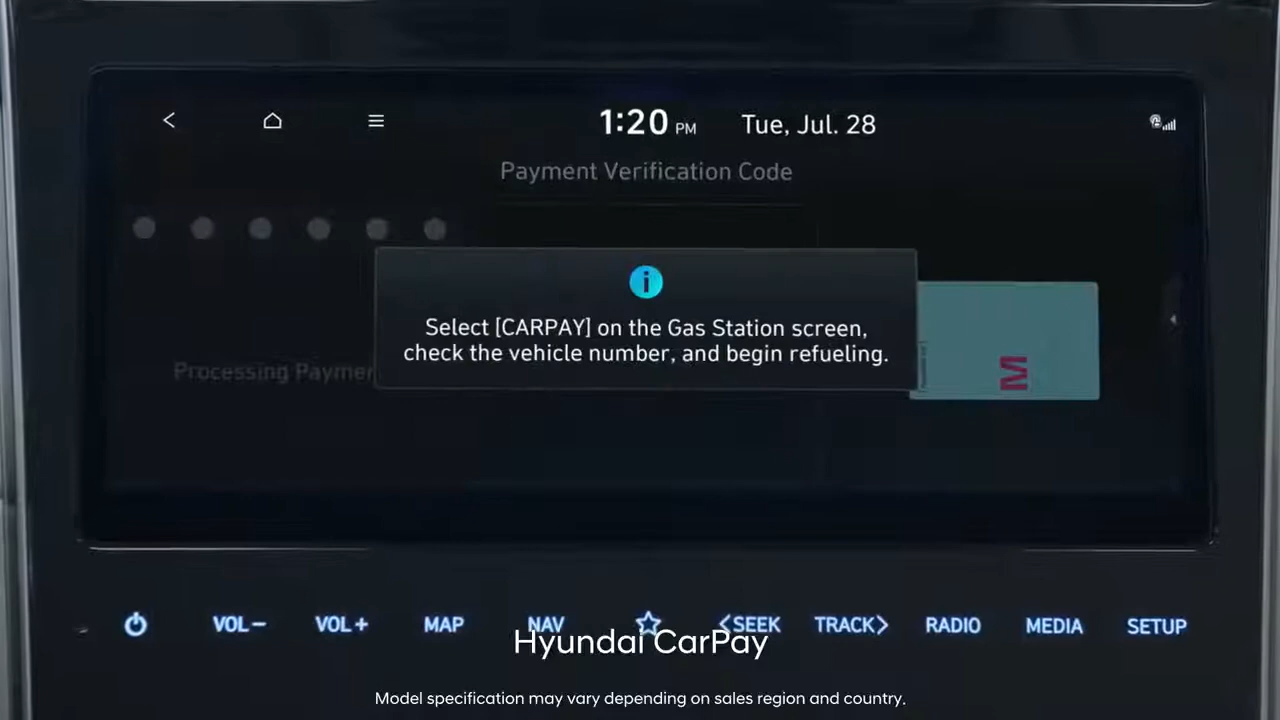 1:20 PM Tue, Jul. 28
Payment Verification Code
Select [CARPAY] on the Gas Station screen,
check the vehicle number, and begin refueling.
Processing
M
VOL− VOL+ MAP NAV <SEEK TRACK> RADIO MEDIA SETUP
Hyundai CarPay
Model specification may vary depending on sales region and country.